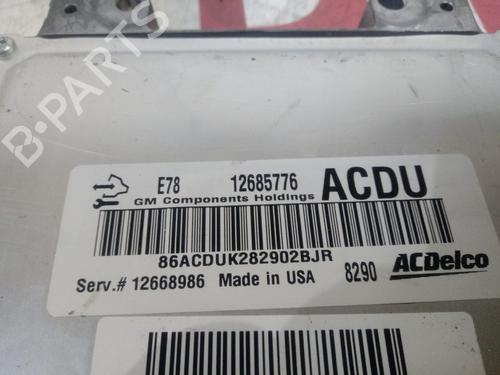 B-PARTS
E78 12685776 ACDU
GM Components Holdings
86ACDUK282902BJR
Serv.# 12668986 Made in USA 8290 ACDelco